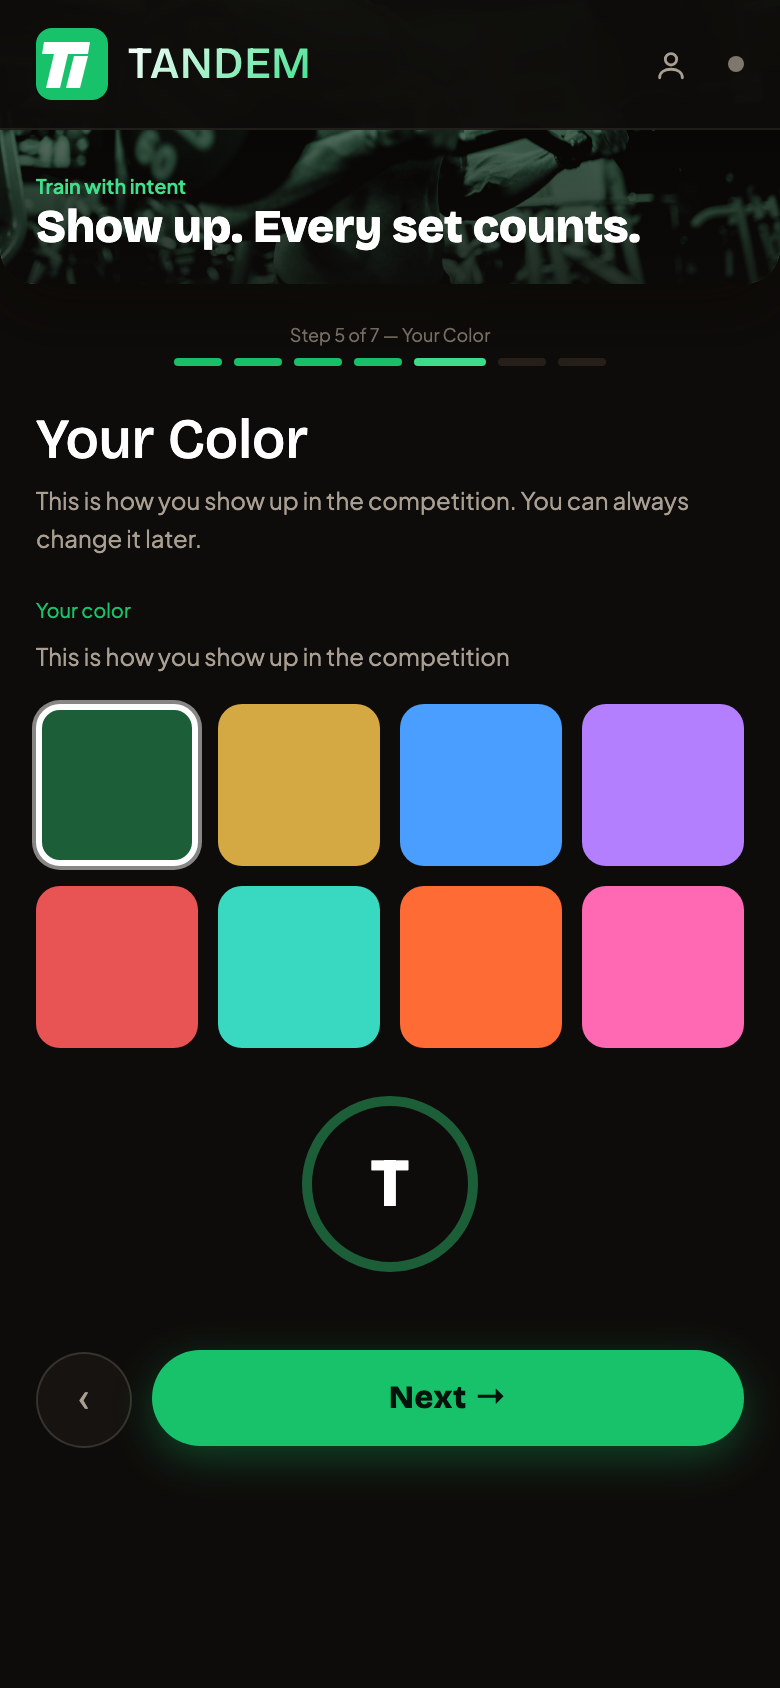 TANDEM
Train with intent
Show up. Every set counts.
Step 5 of 7 — Your Color
Your Color
This is how you show up in the competition. You can always
change it later.
Your color
This is how you show up in the competition
T
‹
Next →